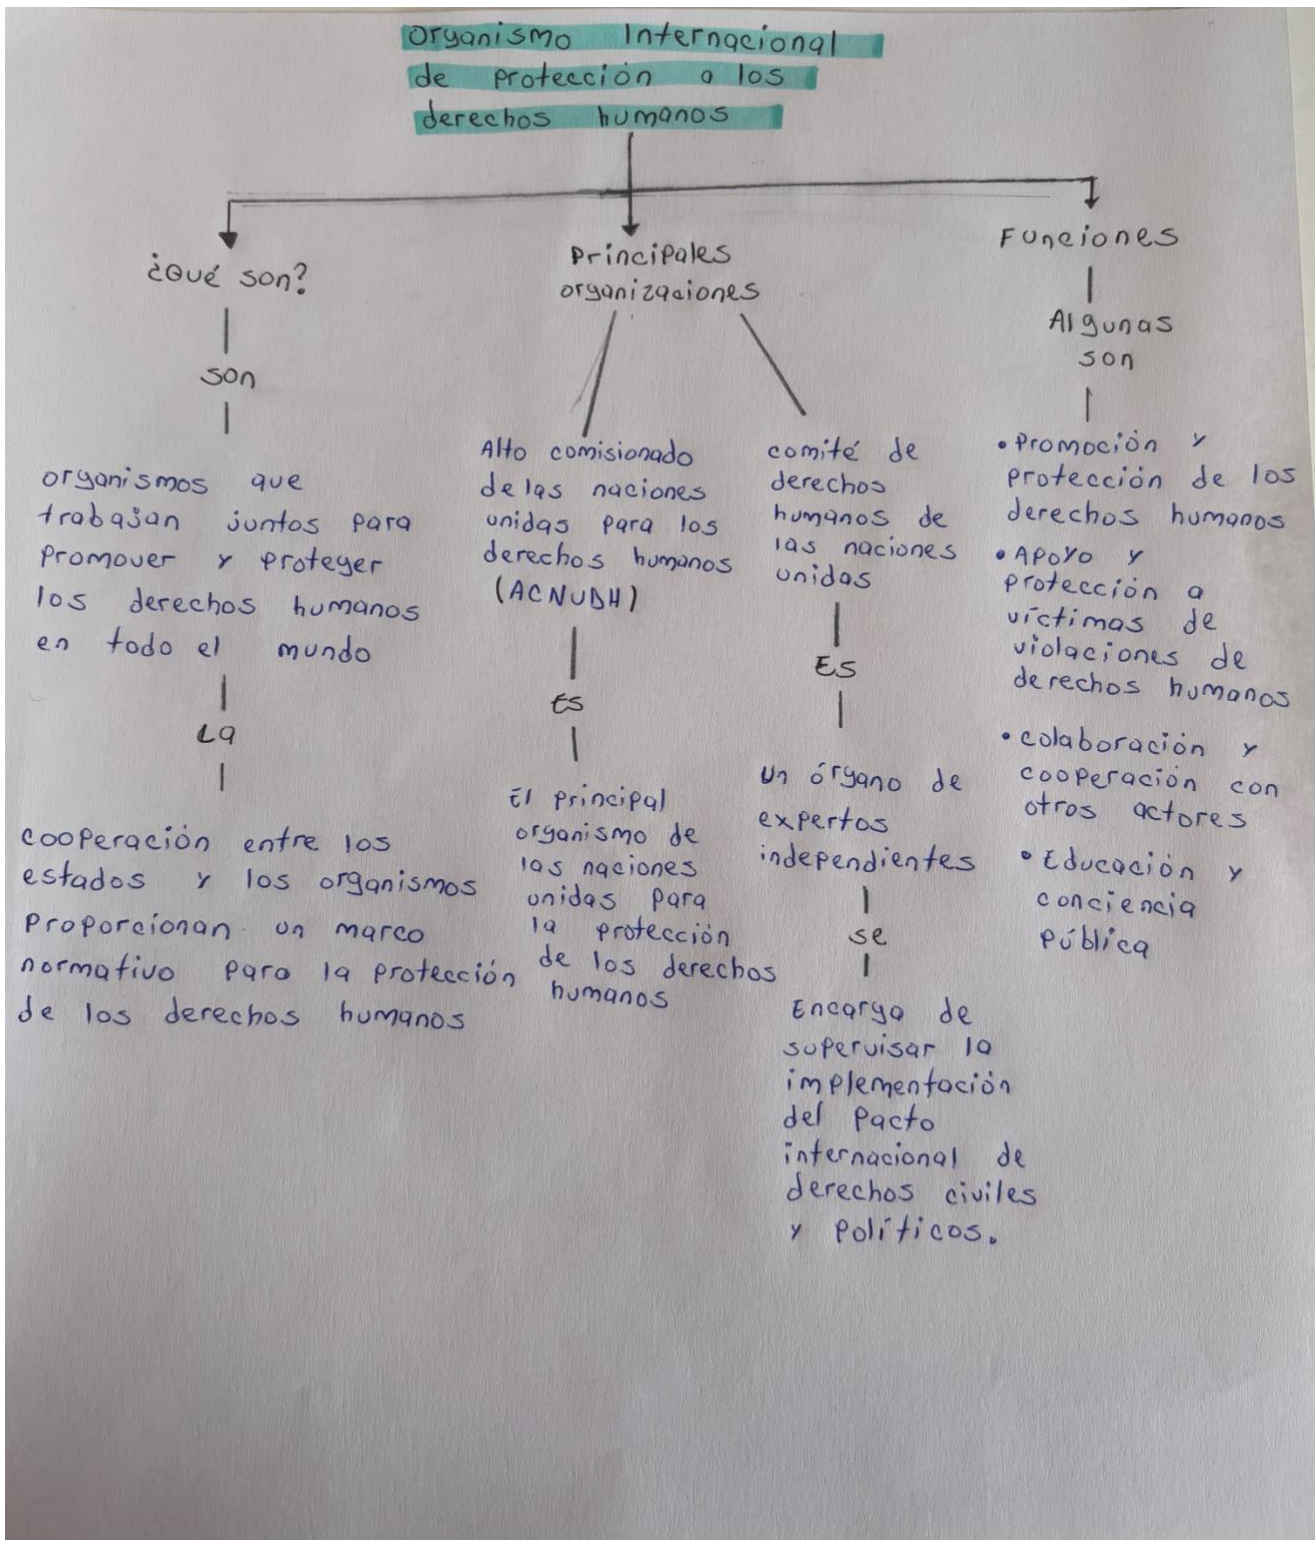 Organismo Internacional
de protección a los
derechos humanos
¿Qué son?
son
organismos que
trabajan juntos para
promover y proteger
los derechos humanos
en todo el mundo
La
cooperación entre los
estados y los organismos
proporcionan un marco
normativo para la protección
de los derechos humanos
Principales
organizaciones
Alto comisionado
de las naciones
unidas para los
derechos humanos
(ACNUDH)
Es
El principal
organismo de
las naciones
unidas para
la protección
de los derechos
humanos
comité de
derechos
humanos de
las naciones
unidas
Es
un órgano de
expertos
independientes
se
Encarga de
supervisar la
implementación
del Pacto
internacional de
derechos civiles
y políticos.
Funciones
Algunas
son
• Promoción y
protección de los
derechos humanos
• Apoyo y
protección a
víctimas de
violaciones de
derechos humanos
• colaboración y
cooperación con
otros actores
• Educación y
conciencia
pública